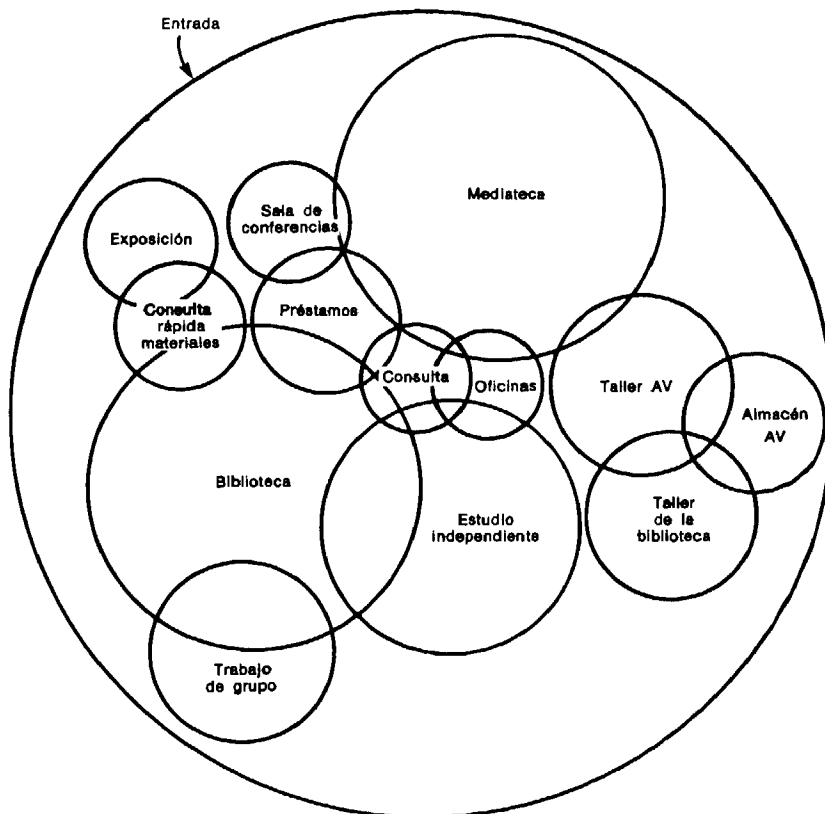 Entrada
Mediateca
Sala de
conferencias
Exposición
Consulta
rápida
materiales
Préstamos
Consulta
Oficinas
Taller AV
Almacén
AV
Biblioteca
Estudio
independiente
Taller
de la
biblioteca
Trabajo
de grupo